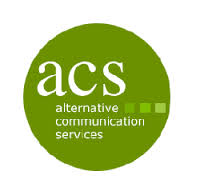 acs
alternative
communication
services